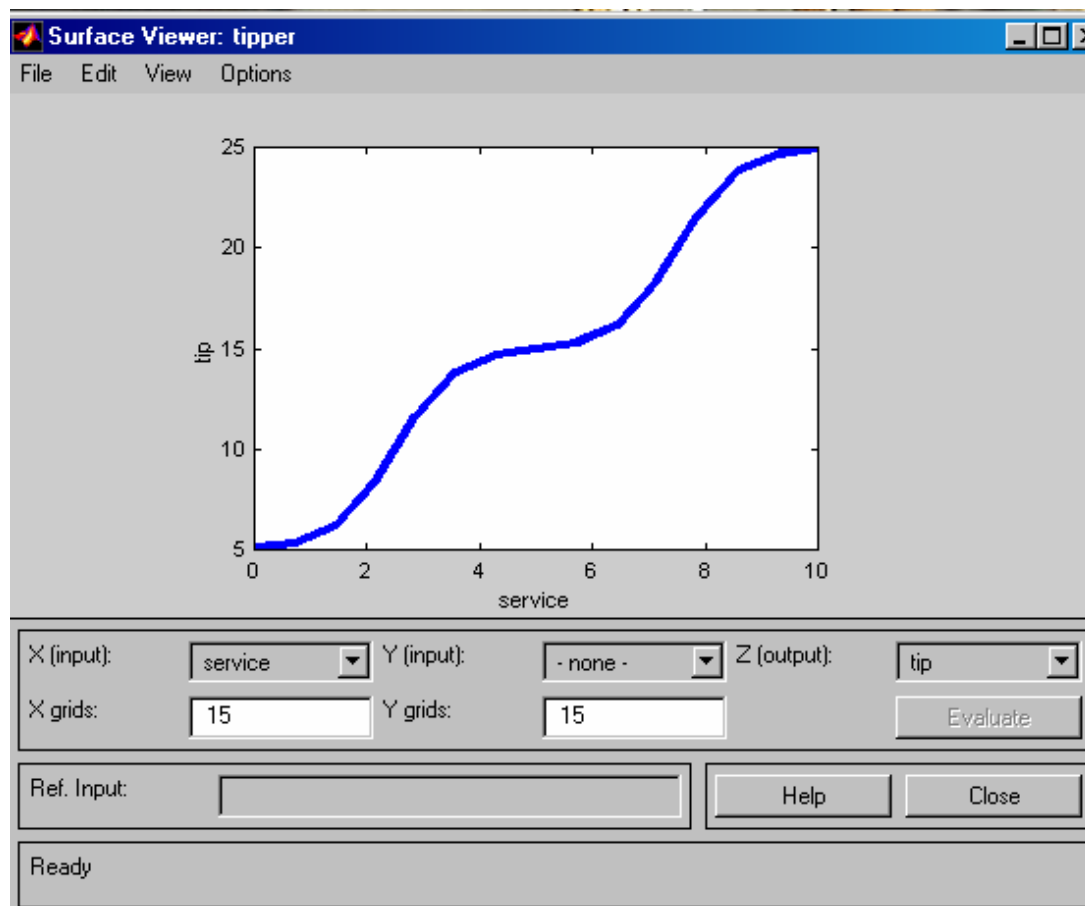 Surface Viewer: tipper
File Edit View Options
25
20
15
10
5
tip
0 2 4 6 8 10
service
X (input): service Y (input): - none - Z (output): tip
X grids: 15 Y grids: 15 Evaluate
Ref. Input: Help Close
Ready